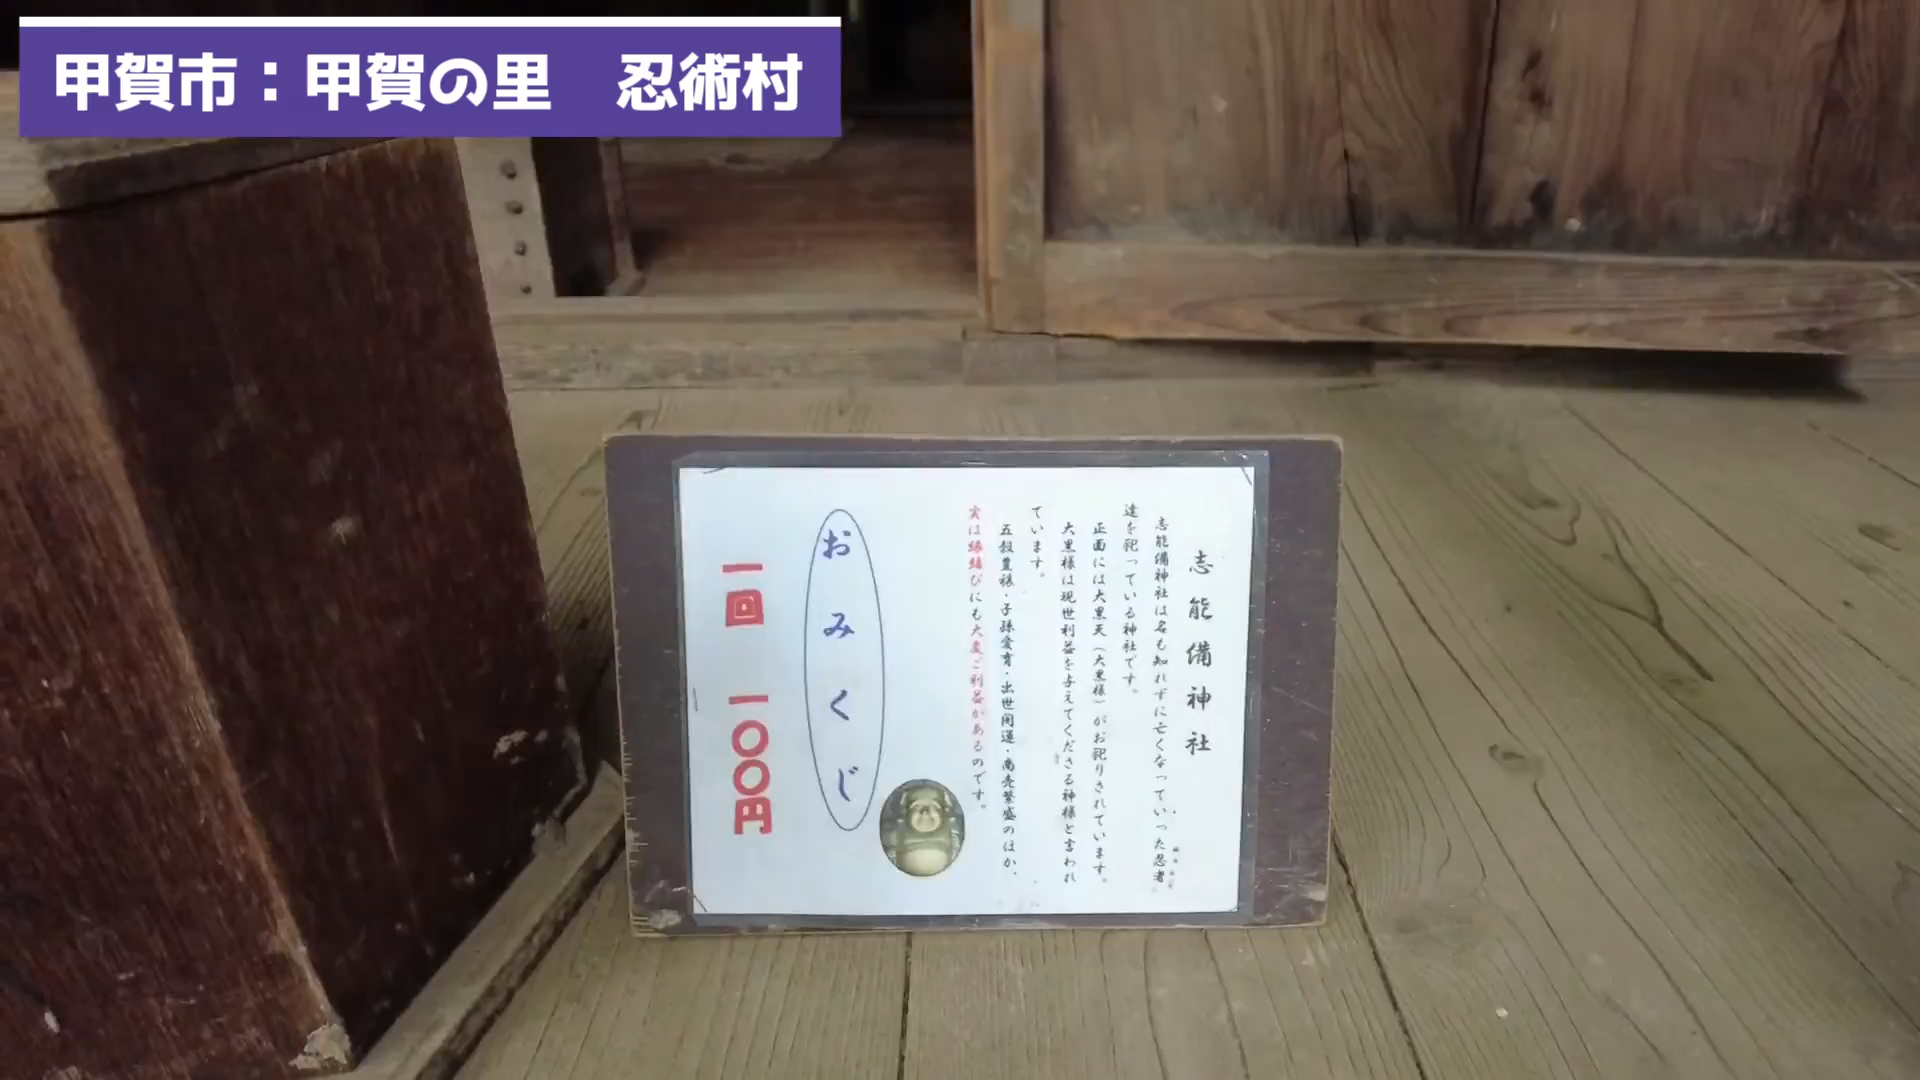 甲賀市：甲賀の里　忍術村
志能備神社
志能備神社は名も知れずに亡くなっていった忍者
達を祀っている神社です。
正面には大黒天（大黒様）がお祀りされています。
大黒様は現世利益を与えてくださる神様と言われ
ています。
五穀豊穣・子孫愛育・出世開運・商売繁盛のほか、
実は縁結びにも大変ご利益があるのです。
おみくじ
一回　一〇〇円